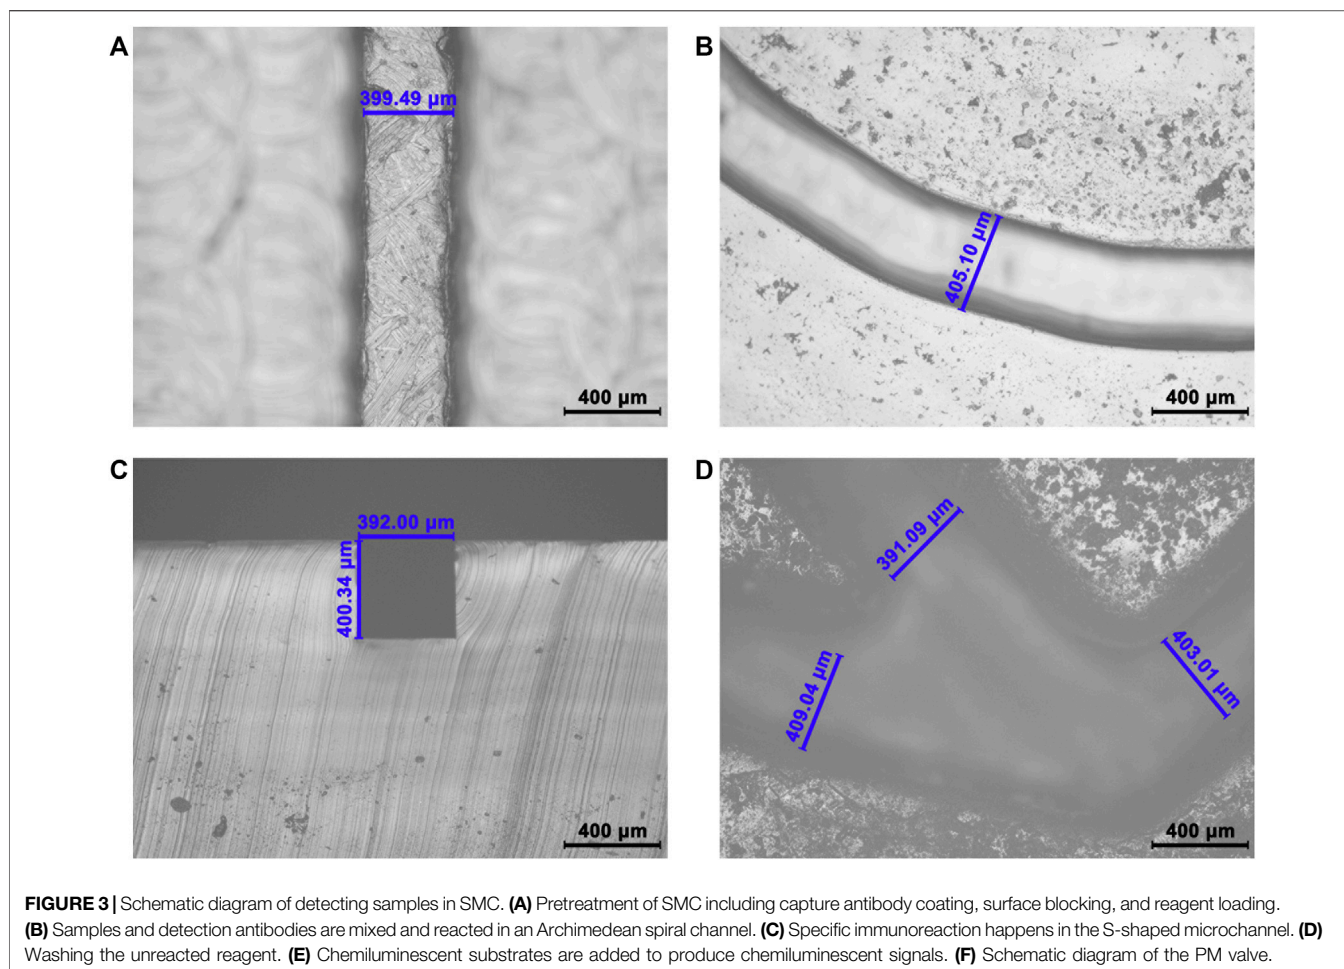 A
399.49 µm
400 µm
B
405.10 µm
400 µm
C
392.00 µm
400.34 µm
400 µm
D
391.09 µm
409.04 µm
403.01 µm
400 µm
FIGURE 3 | Schematic diagram of detecting samples in SMC. (A) Pretreatment of SMC including capture antibody coating, surface blocking, and reagent loading.
(B) Samples and detection antibodies are mixed and reacted in an Archimedean spiral channel. (C) Specific immunoreaction happens in the S-shaped microchannel. (D)
Washing the unreacted reagent. (E) Chemiluminescent substrates are added to produce chemiluminescent signals. (F) Schematic diagram of the PM valve.